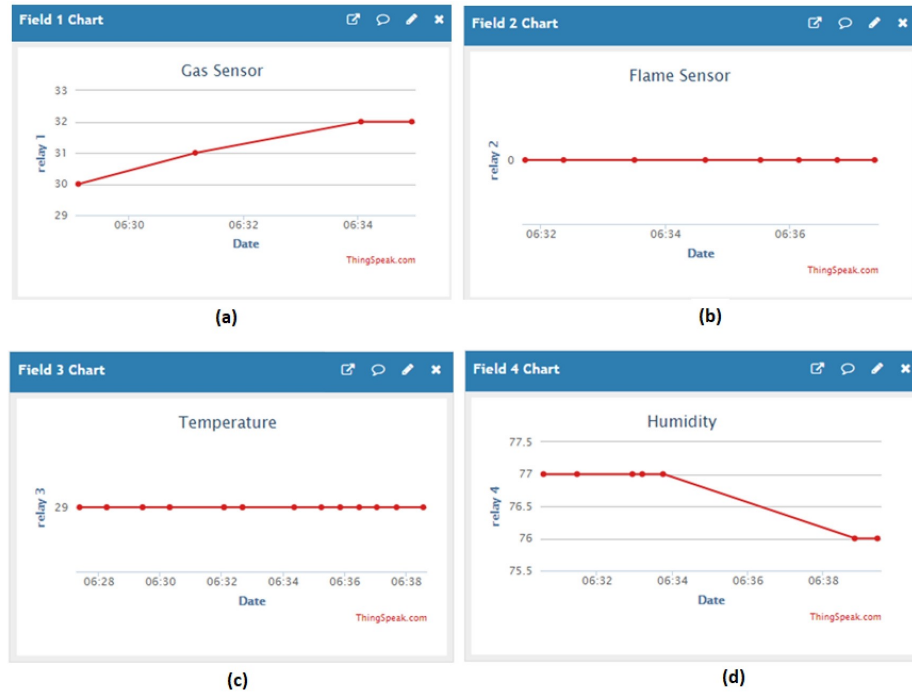 Field 1 Chart
Gas Sensor
33
32
31
30
29
relay 1
06:30 06:32 06:34
Date
ThingSpeak.com
(a)
Field 2 Chart
Flame Sensor
0
relay 2
06:32 06:34 06:36
Date
ThingSpeak.com
(b)
Field 3 Chart
Temperature
29
relay 3
06:28 06:30 06:32 06:34 06:36 06:38
Date
ThingSpeak.com
(c)
Field 4 Chart
Humidity
77.5
77
76.5
76
75.5
relay 4
06:32 06:34 06:36 06:38
Date
ThingSpeak.com
(d)